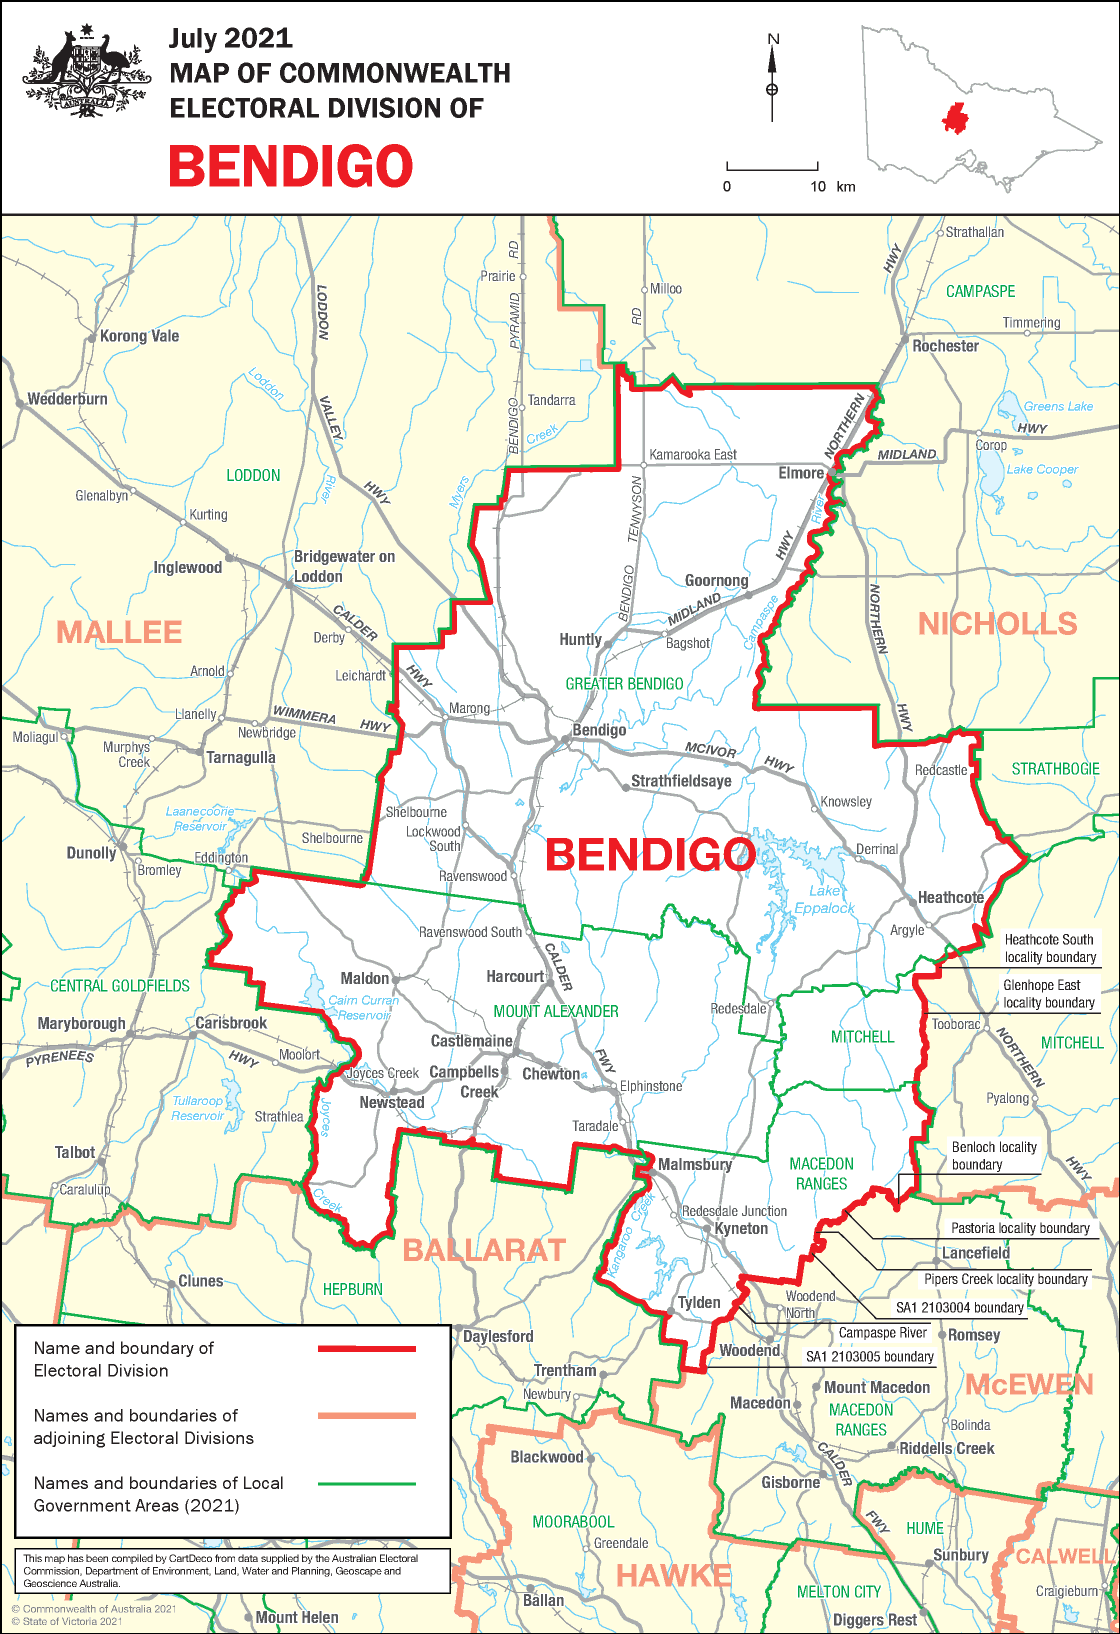 July 2021
MAP OF COMMONWEALTH
ELECTORAL DIVISION OF
BENDIGO
AUSTRALIA
N
0 10 km
Strathallan
HWY
RD
Prairie
CAMPASPE
LODDON
Milloo
PYRAMID
RD
Timmering
Korong Vale
Rochester
Loddon
Wedderburn
Tandarra
VALLEY
BENDIGO
Creek
NORTHERN
Greens Lake
HWY
Corop
MIDLAND
Kamarooka East
Elmore
Lake Cooper
LODDON
River
Myers
HWY
Glenalbyn
Kurting
TENNYSON
River
HWY
Bridgewater on
Loddon
Inglewood
Goornong
BENDIGO
MIDLAND
Campaspe
NORTHERN
MALLEE
CALDER
Derby
Huntly
Bagshot
NICHOLLS
Arnold
Leichardt
HWY
GREATER BENDIGO
Llanelly
WIMMERA
HWY
Marong
HWY
Moliagul
Newbridge
Bendigo
Murphys
Creek
Tarnagulla
MCIVOR
HWY
Redcastle
STRATHBOGIE
Strathfieldsaye
Laanecoorie
Reservoir
Shelbourne
Knowsley
Lockwood
South
Shelbourne
Dunolly
Eddington
BENDIGO
Derrinal
Bromley
Ravenswood
Lake
Eppalock
Heathcote
Ravenswood South
Argyle
Heathcote South
locality boundary
CALDER
Maldon
Harcourt
CENTRAL GOLDFIELDS
Glenhope East
locality boundary
Cairn Curran
Reservoir
MOUNT ALEXANDER
Redesdale
Maryborough
Carisbrook
Tooborac
MITCHELL
MITCHELL
PYRENEES
HWY
Moolort
Castlemaine
FWY
NORTHERN
Joyces Creek
Campbells
Creek
Chewton
Elphinstone
Newstead
Tullaroop
Reservoir
Strathlea
Joyces
Pyalong
Taradale
Talbot
Benloch locality
boundary
HWY
Malmsbury
MACEDON
RANGES
Caralulup
Creek
Creek
Redesdale Junction
Kyneton
Pastoria locality boundary
Kangaroo
BALLARAT
Lancefield
Clunes
HEPBURN
Pipers Creek locality boundary
Tylden
Woodend
North
SA1 2103004 boundary
Campaspe River
Romsey
Daylesford
Woodend
SA1 2103005 boundary
Trentham
McEWEN
Newbury
Mount Macedon
Macedon
MACEDON
RANGES
Bolinda
Blackwood
Riddells Creek
CALDER
Gisborne
MOORABOOL
FWY
HUME
Greendale
Sunbury
CALWELL
HAWKE
MELTON CITY
Craigieburn
Ballan
Diggers Rest
Mount Helen
Name and boundary of
Electoral Division
Names and boundaries of
adjoining Electoral Divisions
Names and boundaries of Local
Government Areas (2021)
This map has been compiled by CartDeco from data supplied by the Australian Electoral
Commission, Department of Environment, Land, Water and Planning, Geoscape and
Geoscience Australia.
© Commonwealth of Australia 2021
© State of Victoria 2021